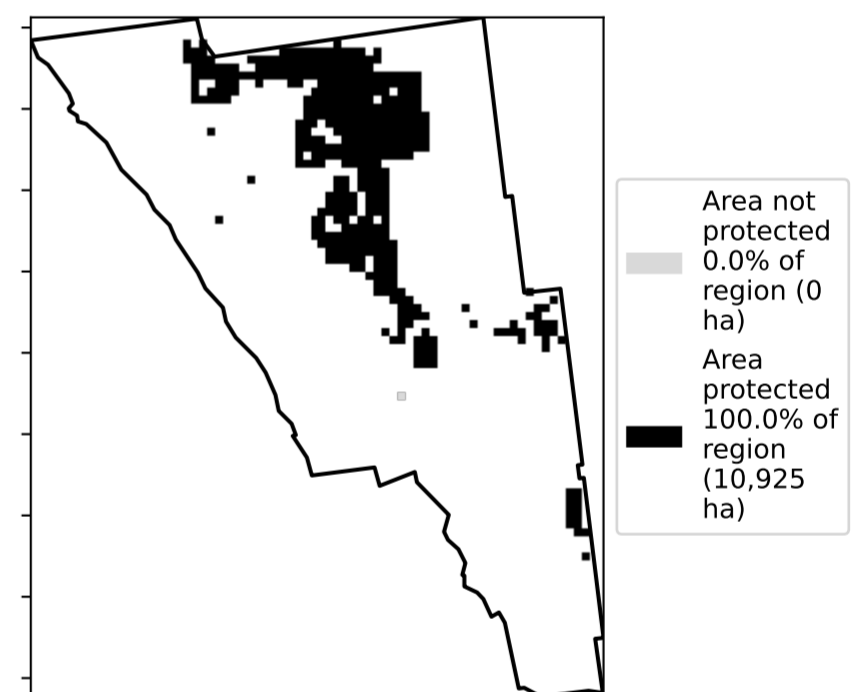 Area not
protected
0.0% of
region (0
ha)
Area
protected
100.0% of
region
(10,925
ha)